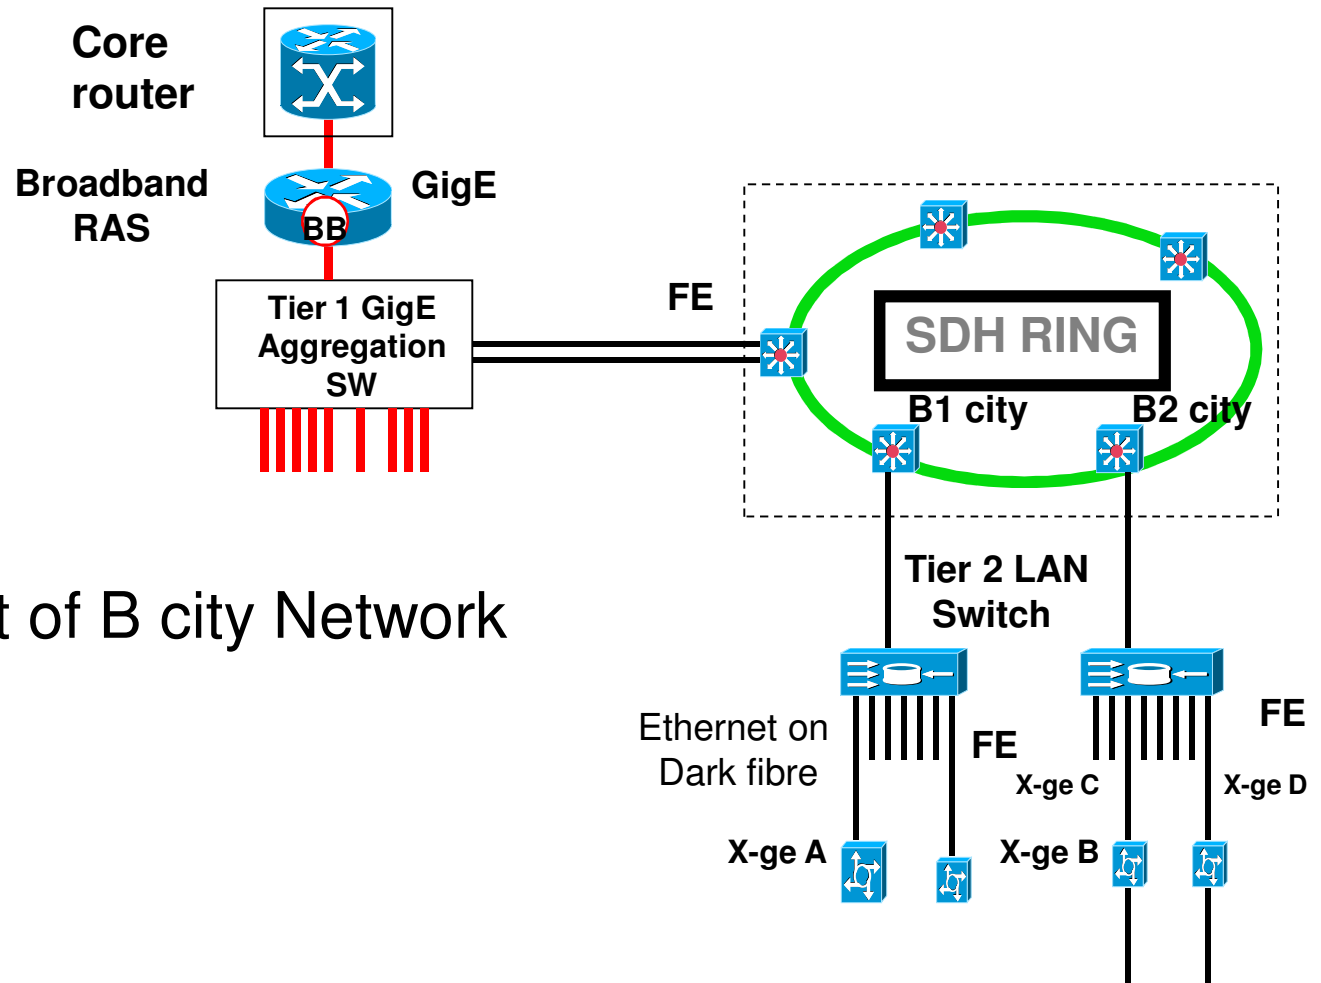 Core
router
Broadband
RAS
BB
GigE
Tier 1 GigE
Aggregation
SW
FE
SDH RING
B1 city
B2 city
Tier 2 LAN
Switch
t of B city Network
Ethernet on
Dark fibre
FE
FE
X-ge C
X-ge D
X-ge A
X-ge B